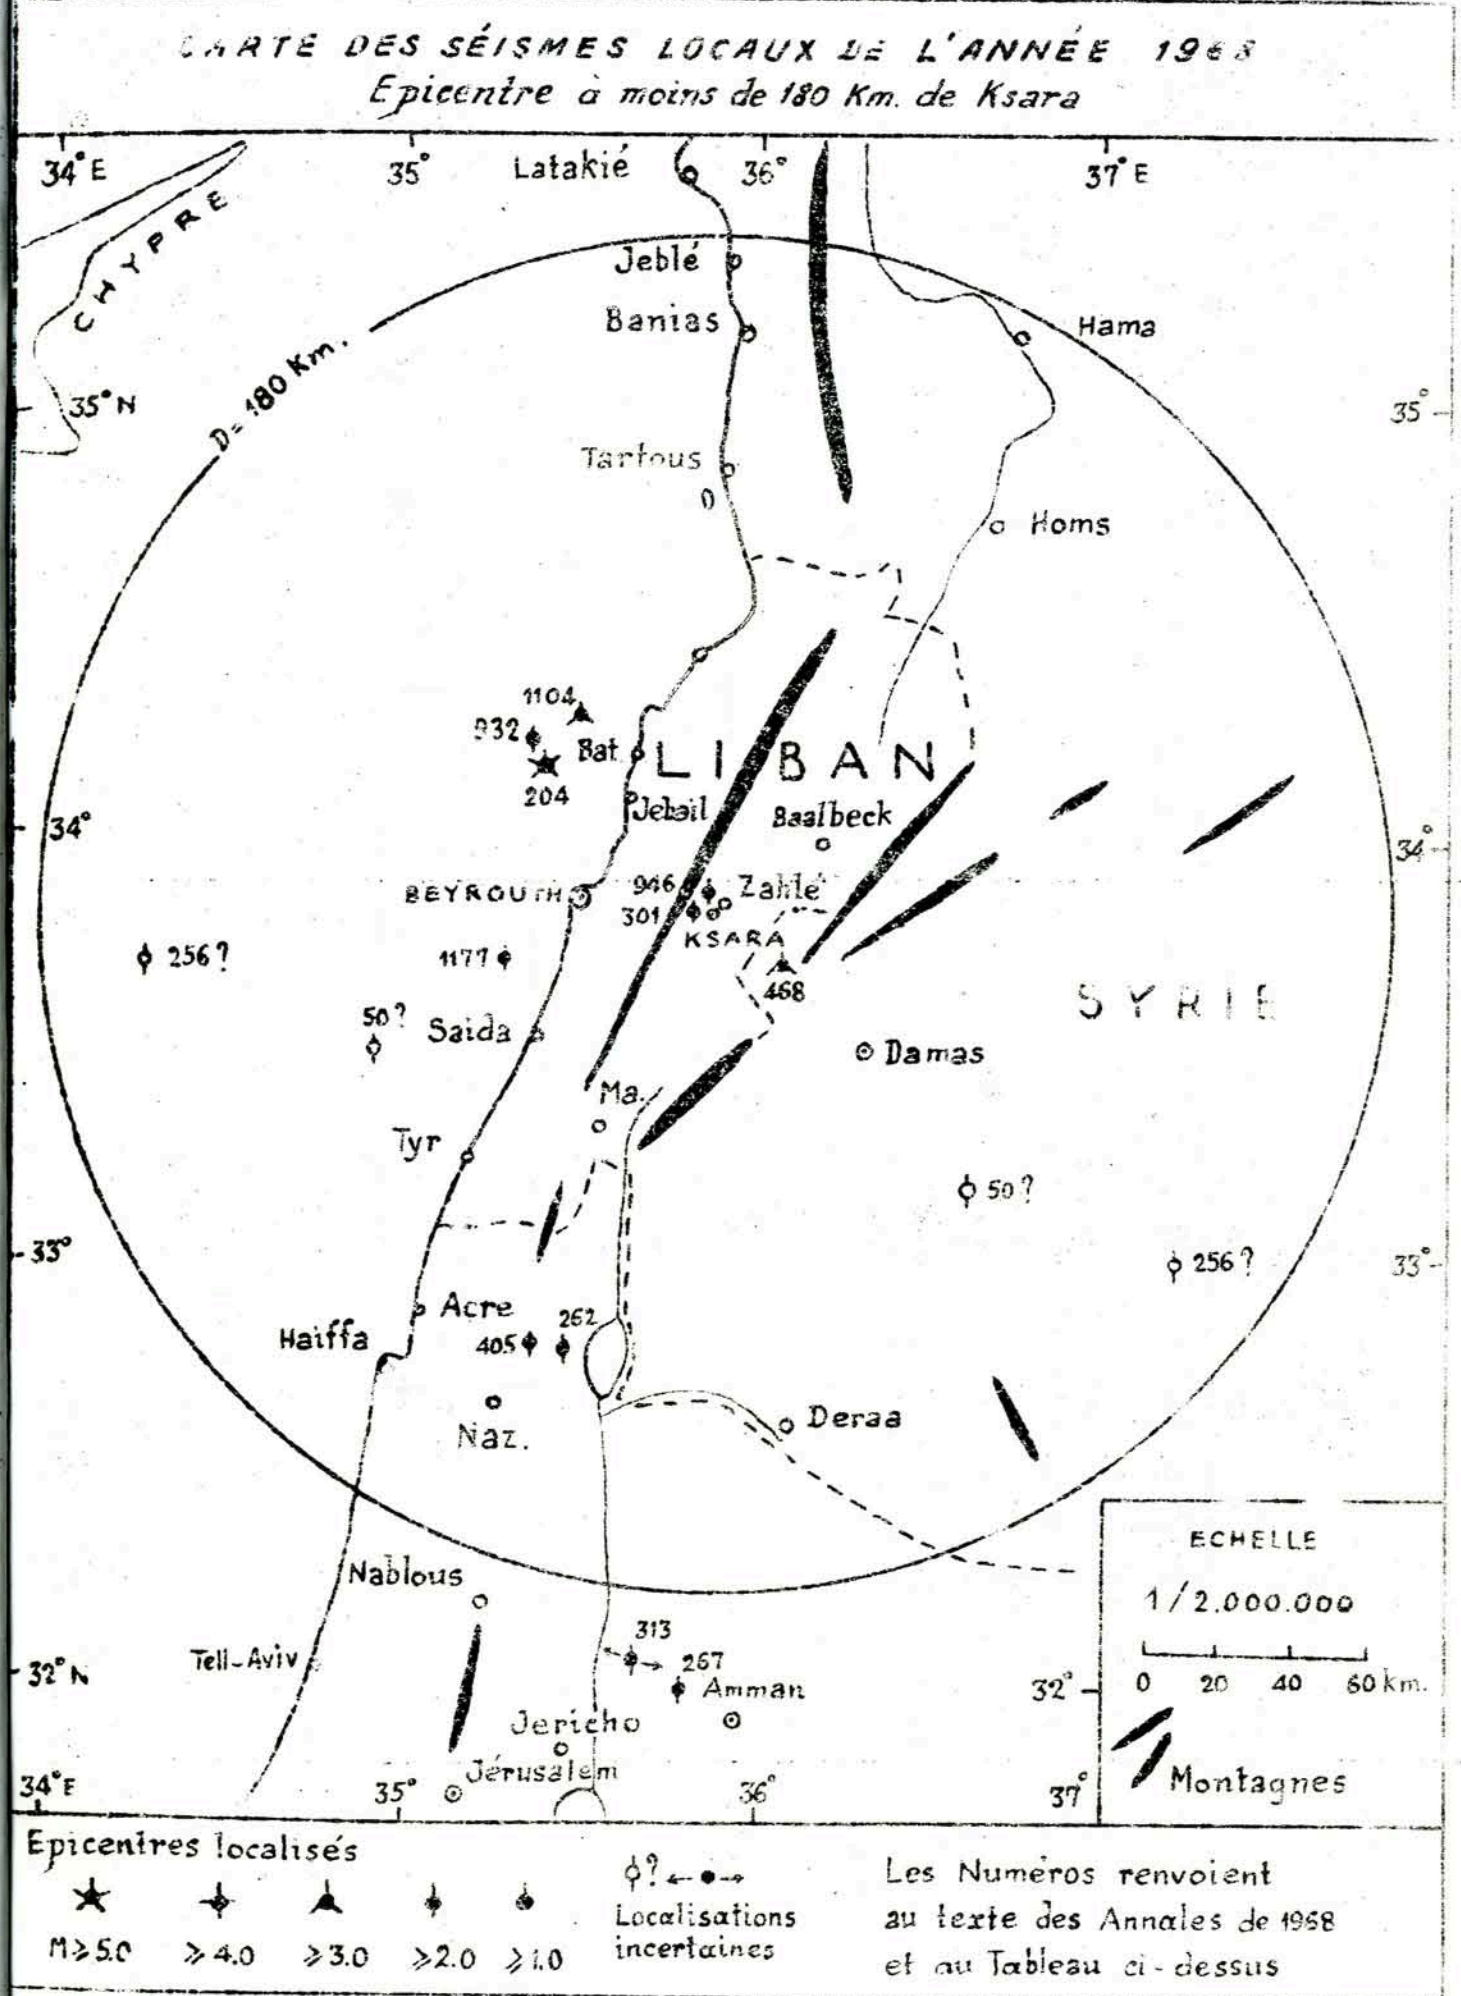 CARTE DES SÉISMES LOCAUX DE L'ANNÉE 1968
Epicentre à moins de 180 Km. de Ksara
34°E 35° 36° 37°E
Latakié
CHYPRE
Jeblé
Banias
Hama
D=180 Km.
35°N 35°
Tartous
Homs
1104
932
Bat.
LIBAN
204
Jebail
Baalbeck
34° 34°
946
Zahlé
BEYROUTH
301
KSARA
256?
1177
468
SYRIE
50?
Saida
Damas
Ma.
Tyr
50?
33°
256?
33°
Acre
262
Haiffa
405
Naz.
Deraa
ECHELLE
1/2.000.000
0 20 40 60 km.
Montagnes
Nablous
313
Tell-Aviv
267
32°N
Amman
32°
Jericho
Jérusalem
34°E 35° 36° 37°
Epicentres localisés
M⩾5.0 ⩾4.0 ⩾3.0 ⩾2.0 ⩾1.0
?
Localisations
incertaines
Les Numéros renvoient
au texte des Annales de 1968
et au Tableau ci-dessus